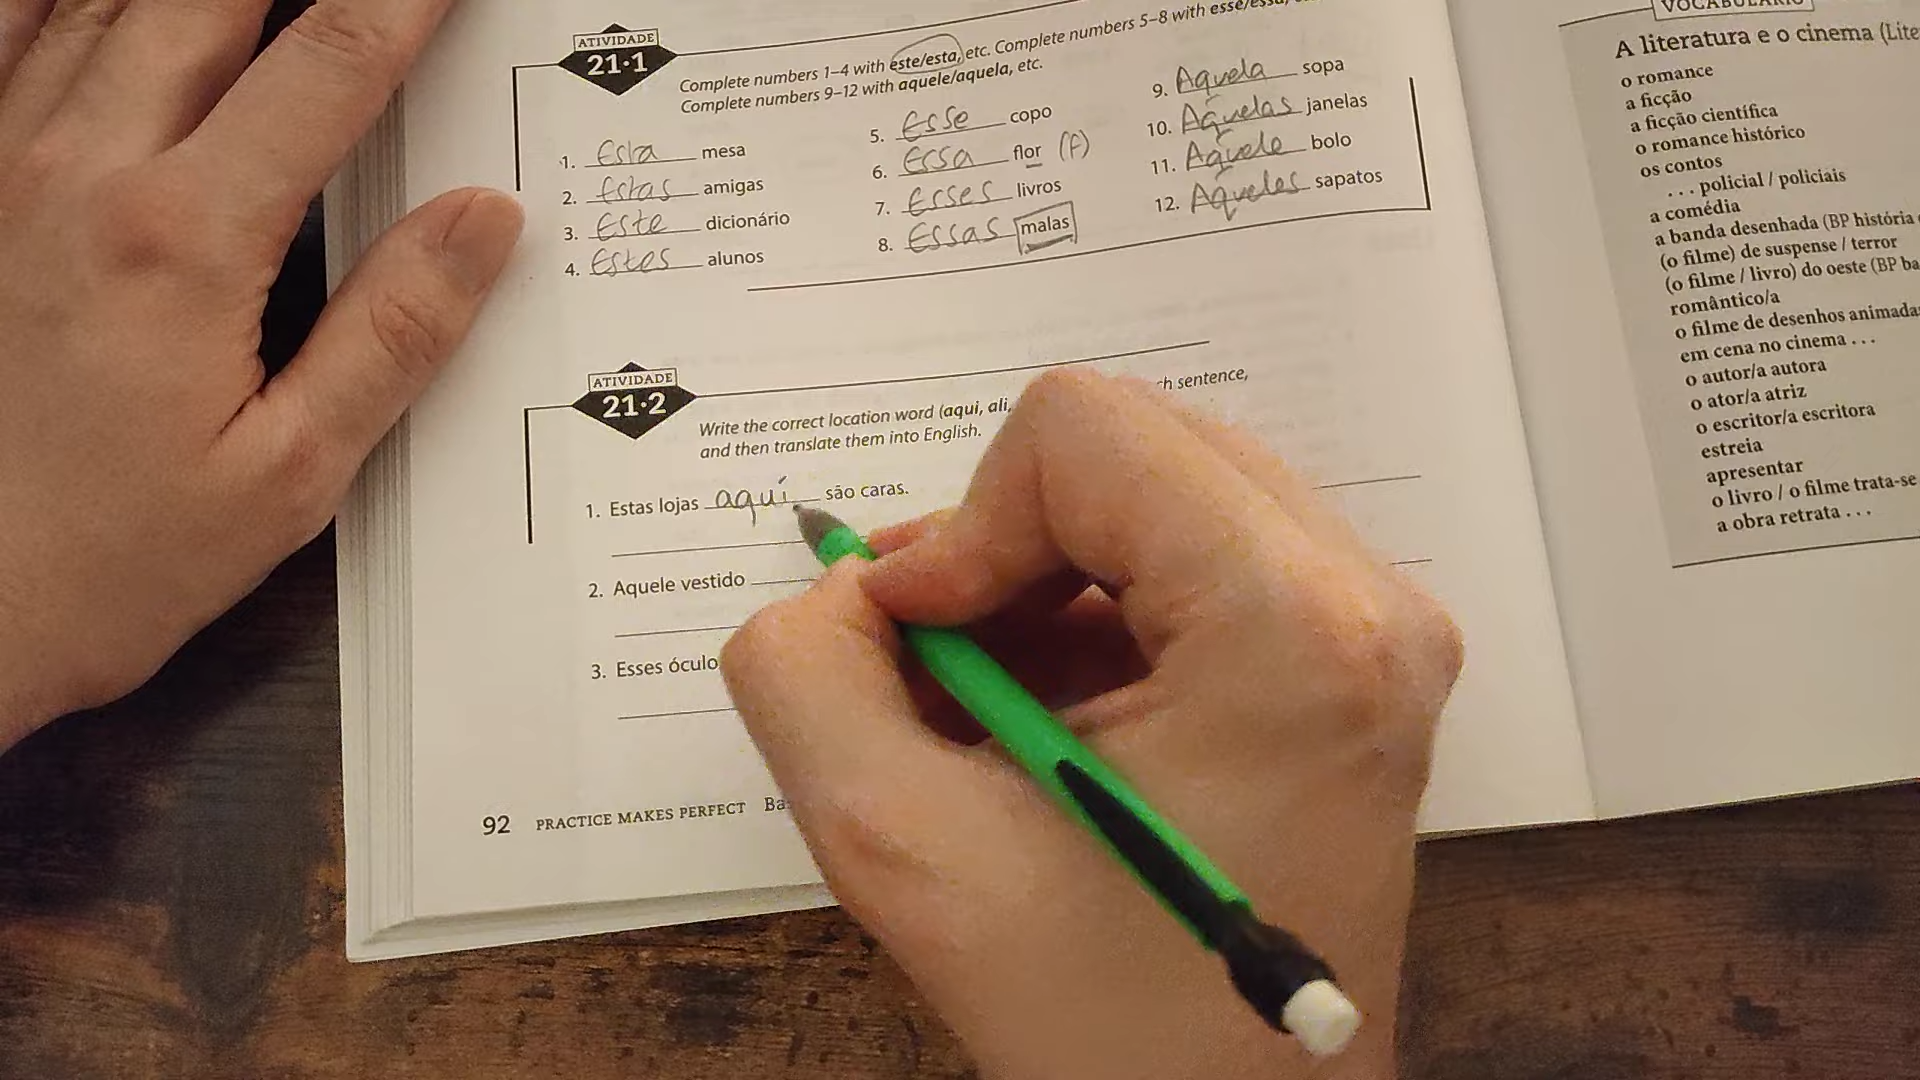 ATIVIDADE
21·1
Complete numbers 1–4 with este/esta, etc. Complete numbers 5–8 with esse/essa,
Complete numbers 9–12 with aquele/aquela, etc.
1. Esta mesa
2. Estas amigas
3. Este dicionário
4. Estes alunos
5. Esse copo
6. Essa flor (f)
7. Esses livros
8. Essas malas
9. Aquela sopa
10. Aquelas janelas
11. Aquele bolo
12. Aqueles sapatos
ATIVIDADE
21·2
Write the correct location word (aqui, ali, sentence,
and then translate them into English.
1. Estas lojas aquí são caras.
2. Aquele vestido
3. Esses óculo
92 PRACTICE MAKES PERFECT Ba
VOCABULÁRIO
A literatura e o cinema (Lite
o romance
a ficção
a ficção científica
o romance histórico
os contos
. . . policial / policiais
a comédia
a banda desenhada (BP história
(o filme) de suspense / terror
(o filme / livro) do oeste (BP ba
romântico/a
o filme de desenhos animada
em cena no cinema . . .
o autor/a autora
o ator/a atriz
o escritor/a escritora
estreia
apresentar
o livro / o filme trata-se
a obra retrata . . .